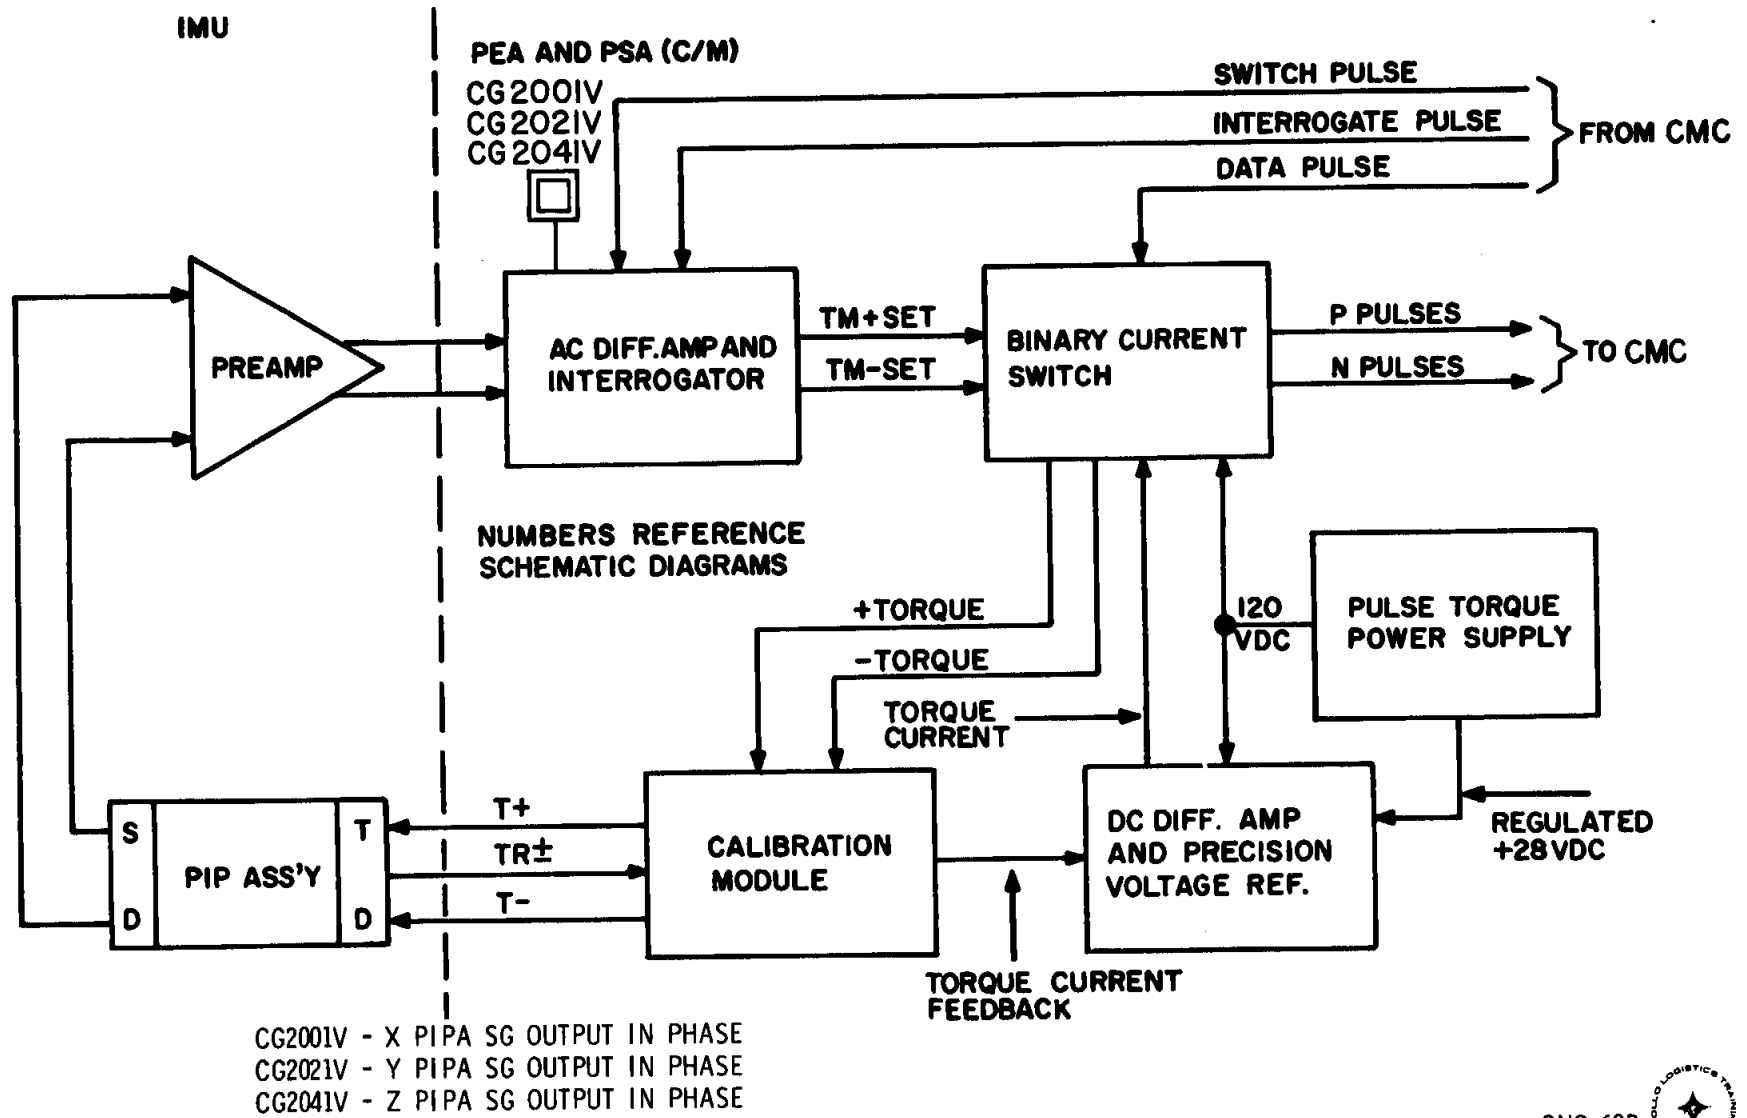 IMU
PEA AND PSA (C/M)
CG2001V
CG2021V
CG2041V
SWITCH PULSE
INTERROGATE PULSE
DATA PULSE
FROM CMC
PREAMP
AC DIFF. AMP AND
INTERROGATOR
TM+SET
TM-SET
BINARY CURRENT
SWITCH
P PULSES
N PULSES
TO CMC
NUMBERS REFERENCE
SCHEMATIC DIAGRAMS
+TORQUE
-TORQUE
TORQUE
CURRENT
120
VDC
PULSE TORQUE
POWER SUPPLY
S
D
PIP ASS'Y
T
D
T+
TR±
T-
CALIBRATION
MODULE
DC DIFF. AMP
AND PRECISION
VOLTAGE REF.
REGULATED
+28VDC
TORQUE CURRENT
FEEDBACK
CG2001V - X PIPA SG OUTPUT IN PHASE
CG2021V - Y PIPA SG OUTPUT IN PHASE
CG2041V - Z PIPA SG OUTPUT IN PHASE
LOGISTICS